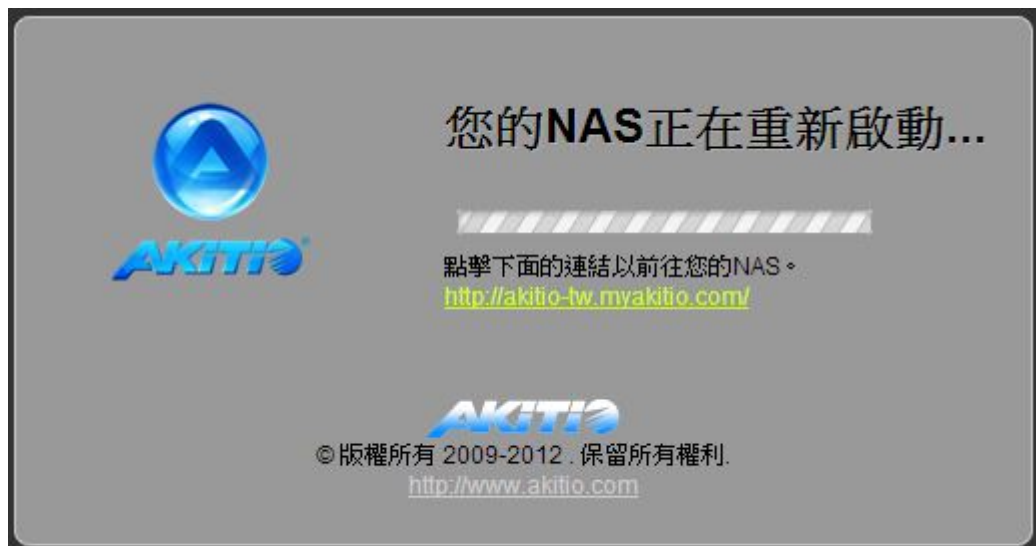 您的NAS正在重新啟動...
AKiTiO
點擊下面的連結以前往您的NAS。
http://akitio-tw.myakitio.com/
AKiTiO
©版權所有 2009-2012 . 保留所有權利.
http://www.akitio.com